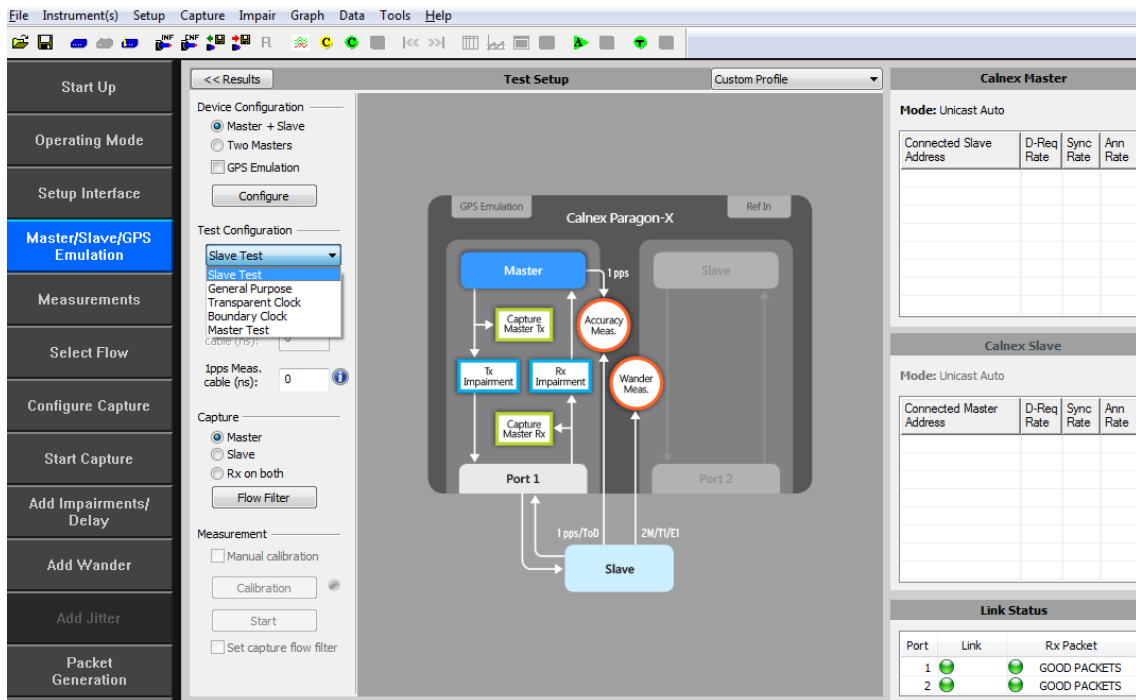 File Instrument(s) Setup Capture Impair Graph Data Tools Help
INF INF R C C A
Start Up
Operating Mode
Setup Interface
Master/Slave/GPS
Emulation
Measurements
Select Flow
Configure Capture
Start Capture
Add Impairments/
Delay
Add Wander
Add Jitter
Packet
Generation
<< Results
Test Setup
Custom Profile
Device Configuration
Master + Slave
Two Masters
GPS Emulation
Configure
Test Configuration
Slave Test
Slave Test
General Purpose
Transparent Clock
Boundary Clock
Master Test
cable (ns): 0
1pps Meas.
cable (ns): 0
Capture
Master
Slave
Rx on both
Flow Filter
Measurement
Manual calibration
Calibration
Start
Set capture flow filter
GPS Emulation
Ref In
Calnex Paragon-X
Master
1 pps
Slave
Capture
Master Tx
Accuracy
Meas.
Tx
Impairment
Rx
Impairment
Wander
Meas.
Capture
Master Rx
Port 1
Port 2
1 pps/ToD
2M/T1/E1
Slave
Calnex Master
Mode: Unicast Auto
Connected Slave
Address
D-Req
Rate
Sync
Rate
Ann
Rate
Calnex Slave
Mode: Unicast Auto
Connected Master
Address
D-Req
Rate
Sync
Rate
Ann
Rate
Link Status
Port Link Rx Packet
1 GOOD PACKETS
2 GOOD PACKETS